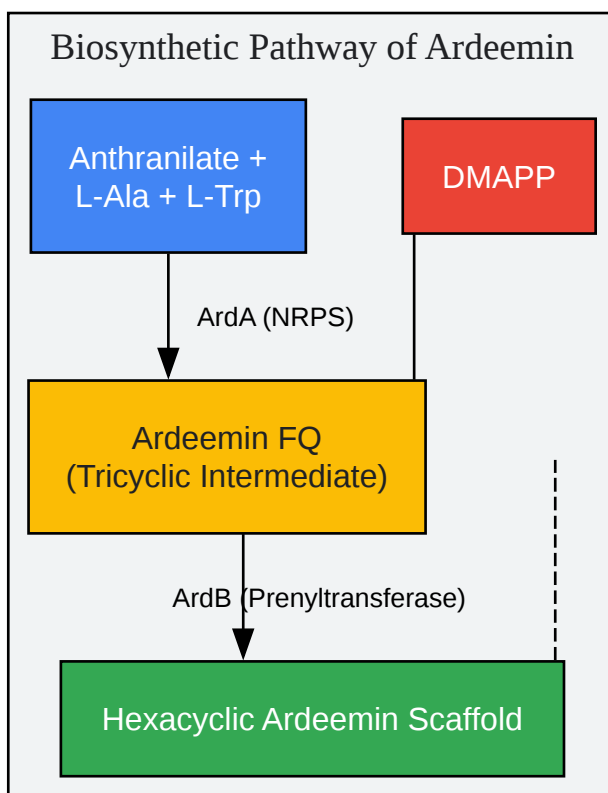 Biosynthetic Pathway of Ardeemin
Anthranilate +
L-Ala + L-Trp
DMAPP
ArdA (NRPS)
Ardeemin FQ
(Tricyclic Intermediate)
ArdB (Prenyltransferase)
Hexacyclic Ardeemin Scaffold